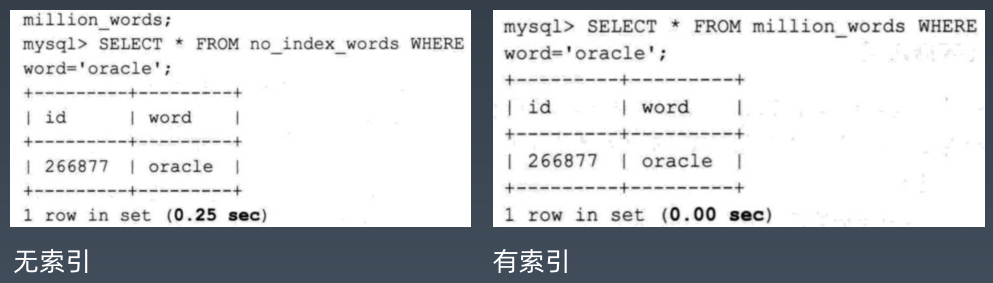 million_words;
mysql> SELECT * FROM no_index_words WHERE
word='oracle';
+---------+---------+
| id      | word    |
+---------+---------+
| 266877  | oracle  |
+---------+---------+
1 row in set (0.25 sec)
无索引
mysql> SELECT * FROM million_words WHERE
word='oracle';
+---------+---------+
| id      | word    |
+---------+---------+
| 266877  | oracle  |
+---------+---------+
1 row in set (0.00 sec)
有索引